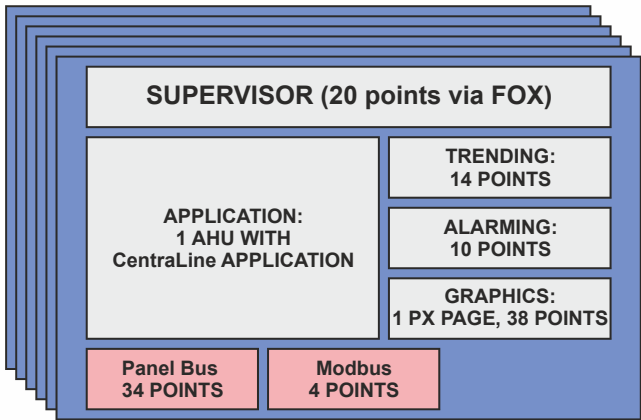 SUPERVISOR (20 points via FOX)
APPLICATION:
1 AHU WITH
CentraLine APPLICATION
TRENDING:
14 POINTS
ALARMING:
10 POINTS
GRAPHICS:
1 PX PAGE, 38 POINTS
Panel Bus
34 POINTS
Modbus
4 POINTS